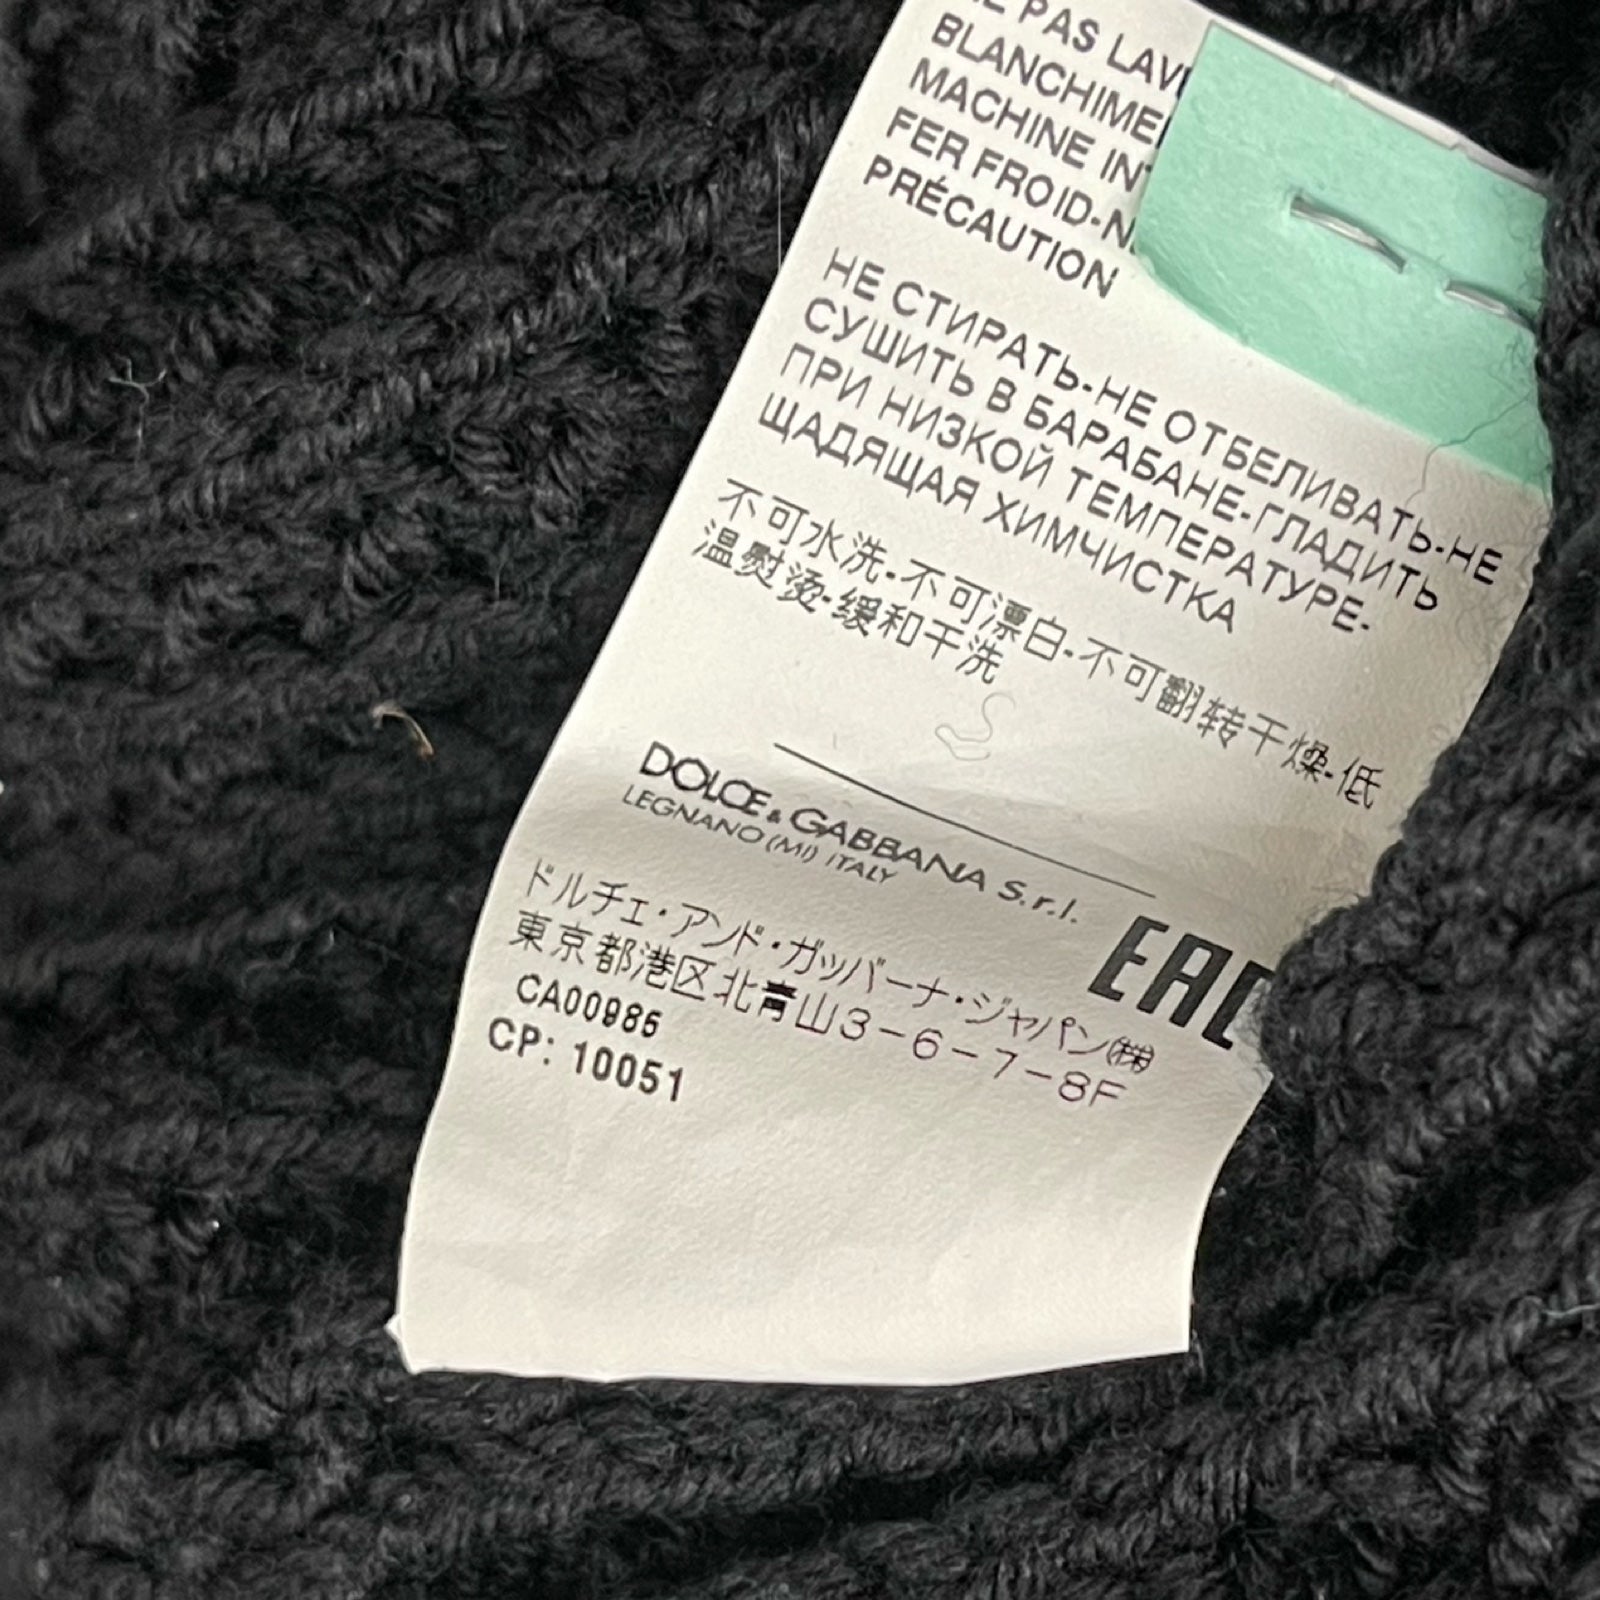 PAS LAV
BLANCHIME
MACHINE IN
FER FROID-N
PRÉCAUTION
НЕ СТИРАТЬ-НЕ ОТБЕЛИВАТЬ-НЕ
СУШИТЬ В БАРАБАНЕ-ГЛАДИТЬ
ПРИ НИЗКОЙ ТЕМПЕРАТУРЕ-
ЩАДЯЩАЯ ХИМЧИСТКА
不可水洗-不可漂白-不可翻转干燥-低
温熨烫-缓和干洗
DOLCE & GABBANA S.r.l.
LEGNANO (MI) ITALY
EAC
ドルチェ・アンド・ガッバーナ・ジャパン㈱
東京都港区北青山3-6-7-8F
CA00986
CP: 10051